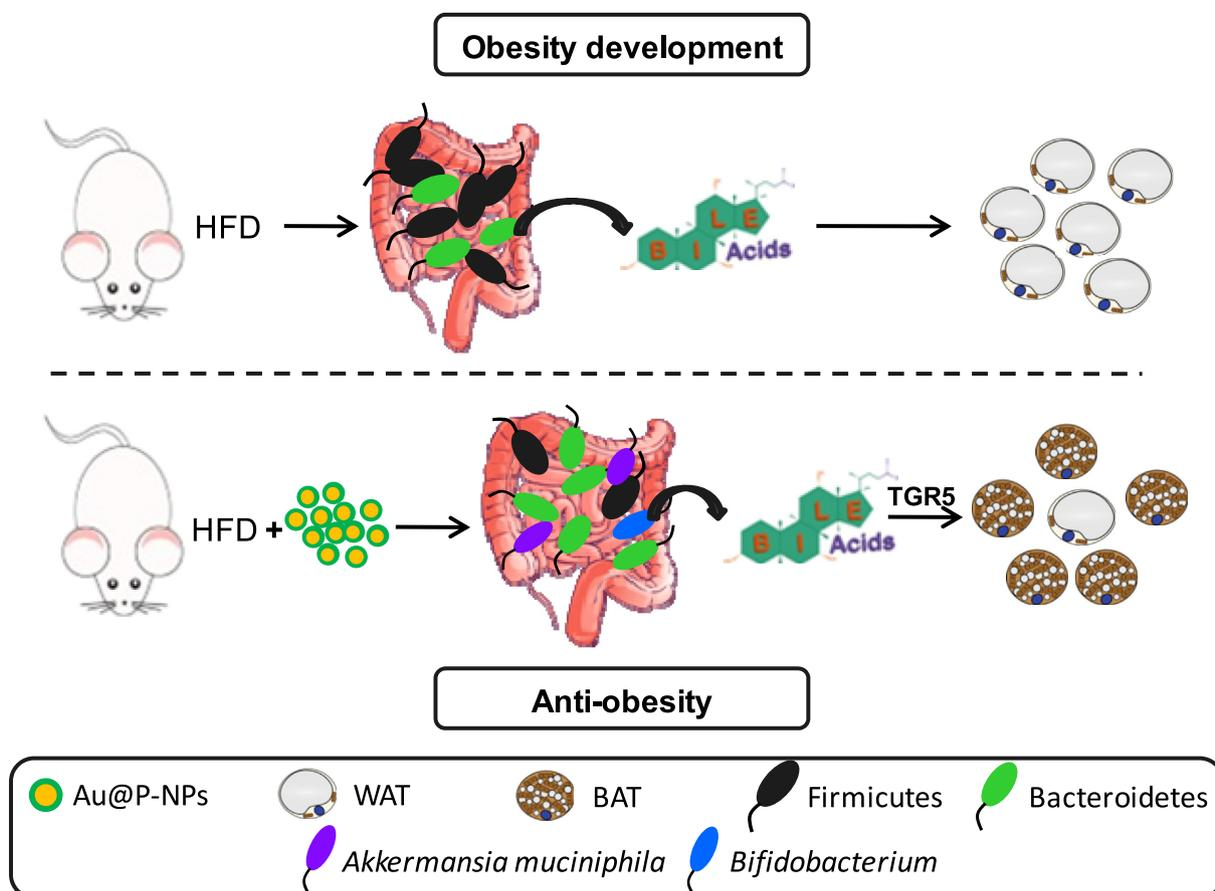 Obesity development
HFD
BILE
Acids
HFD +
BILE
Acids
TGR5
Anti-obesity
Au@P-NPs
WAT
BAT
Firmicutes
Bacteroidetes
Akkermansia muciniphila
Bifidobacterium